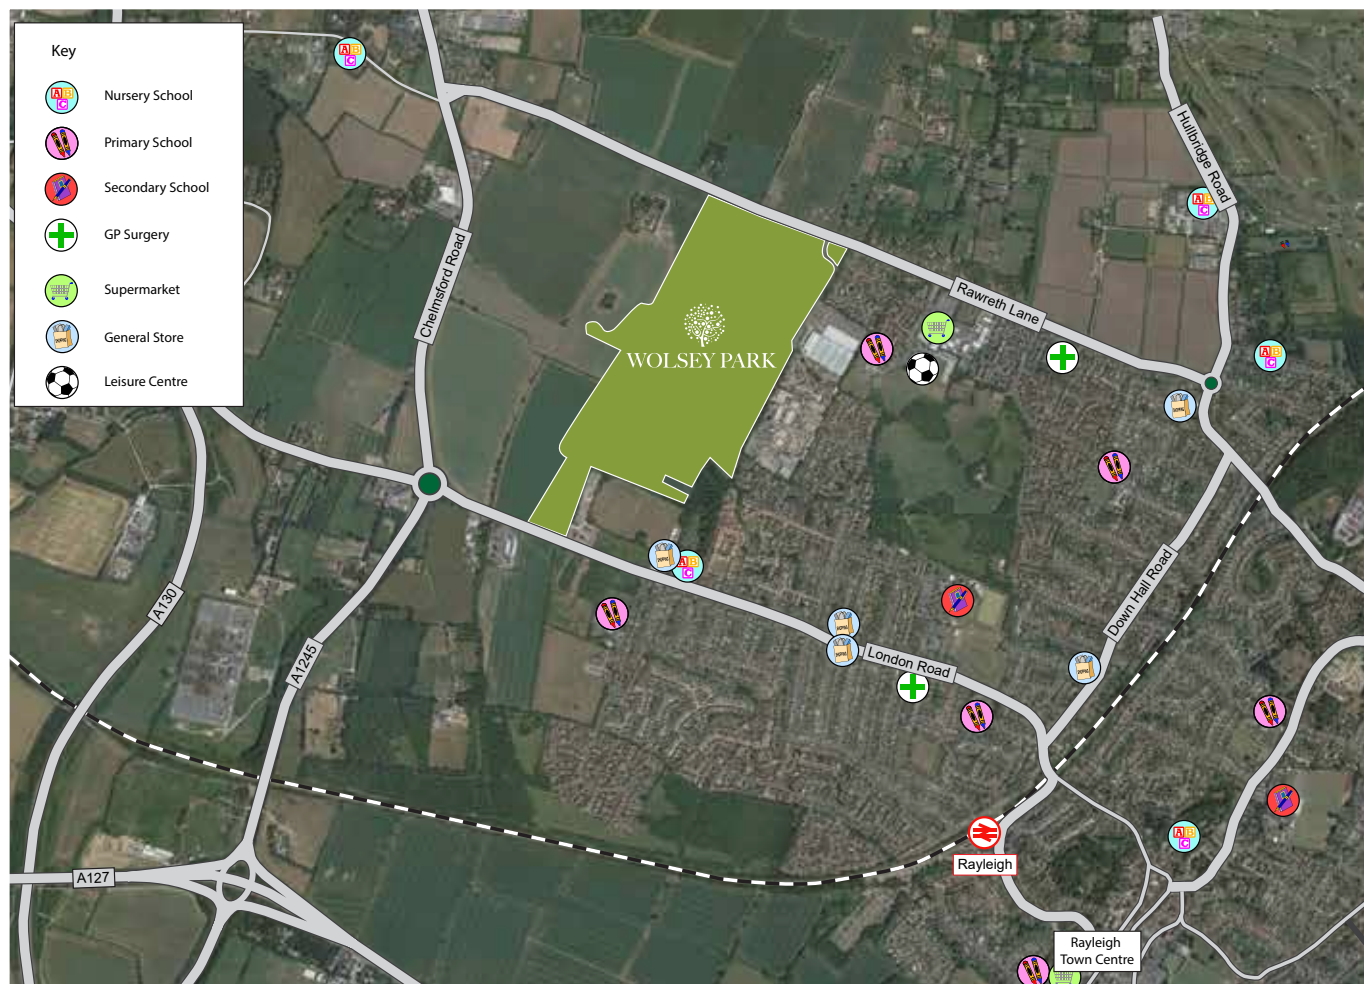 Key
Nursery School
Primary School
Secondary School
GP Surgery
Supermarket
General Store
Leisure Centre
Hullbridge Road
Chelmsford Road
Rawreth Lane
WOLSEY PARK
A130
A1245
Down Hall Road
London Road
A127
Rayleigh
Rayleigh
Town Centre